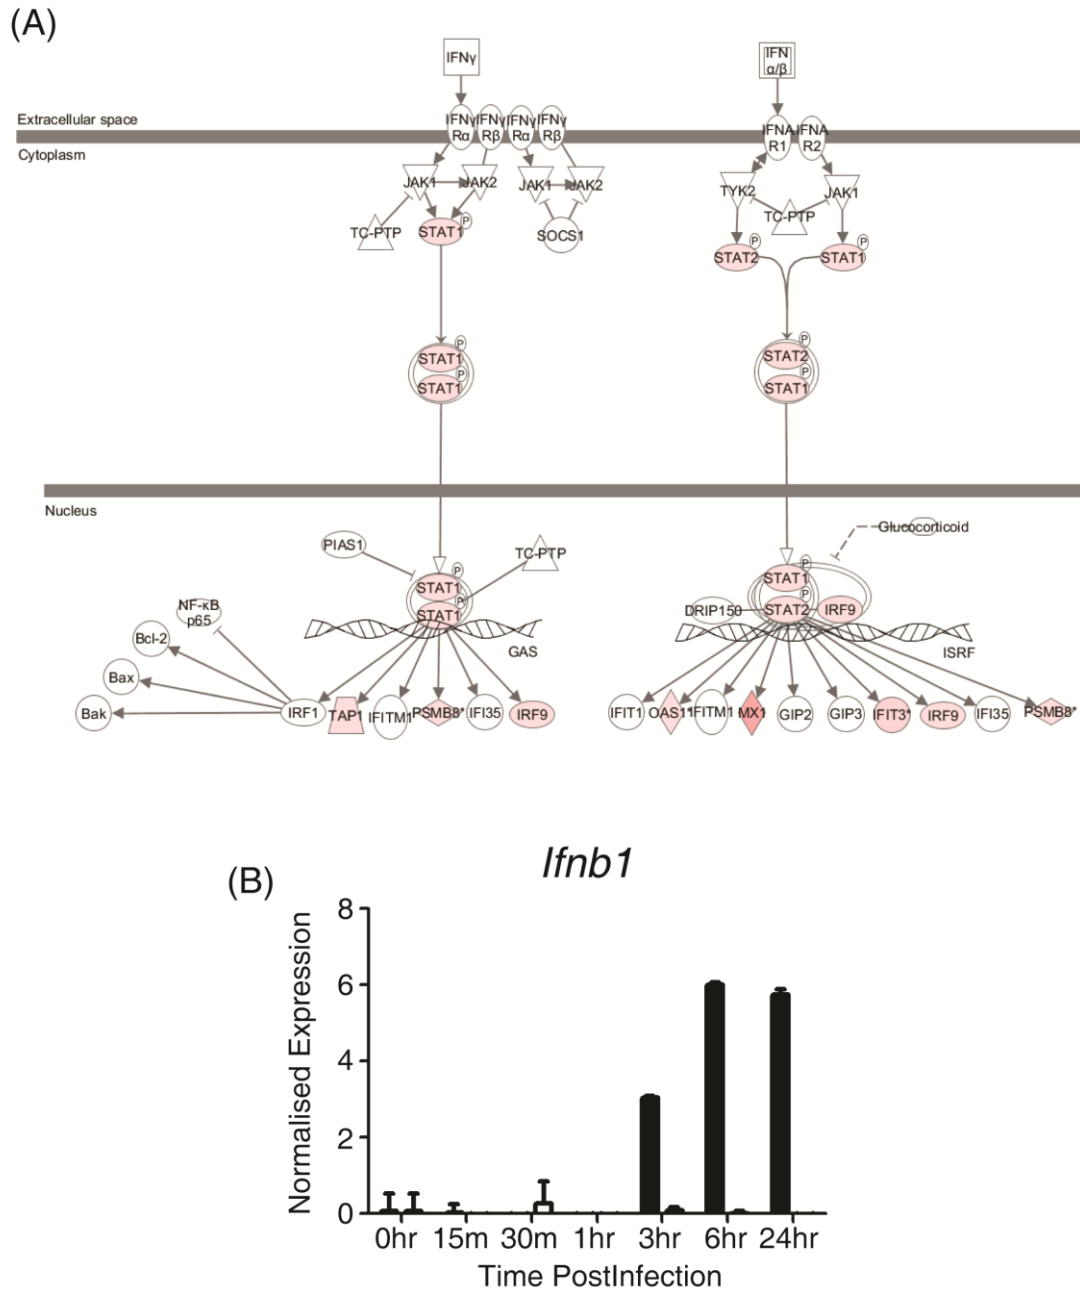 (A)
IFNγ
IFN
α/β
Extracellular space
IFNγ
Rα
IFNγ
Rβ
IFNγ
Rα
IFNγ
Rβ
IFNA
R1
IFNA
R2
Cytoplasm
JAK1
JAK2
JAK1
JAK2
TYK2
JAK1
TC-PTP
STAT1
P
SOCS1
TC-PTP
STAT2
P
STAT1
P
STAT1
P
STAT1
P
STAT2
P
STAT1
P
Nucleus
PIAS1
TC-PTP
Glucocorticoid
STAT1
P
STAT1
P
STAT1
P
STAT2
P
DRIP150
IRF9
NF-κB
p65
Bcl-2
Bax
Bak
GAS
ISRF
IRF1
TAP1
IFITM1
PSMB8*
IFI35
IRF9
IFIT1
OAS1*
IFITM1
MX1
GIP2
GIP3
IFIT3*
IRF9
IFI35
PSMB8*
(B)
Ifnb1
Normalised Expression
8
6
4
2
0
0hr 15m 30m 1hr 3hr 6hr 24hr
Time PostInfection